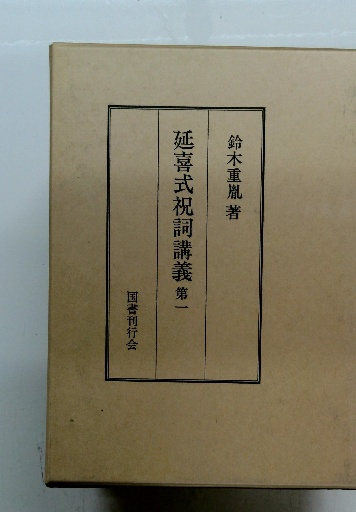 鈴木重胤 著
延喜式祝詞講義 第一
国書刊行会